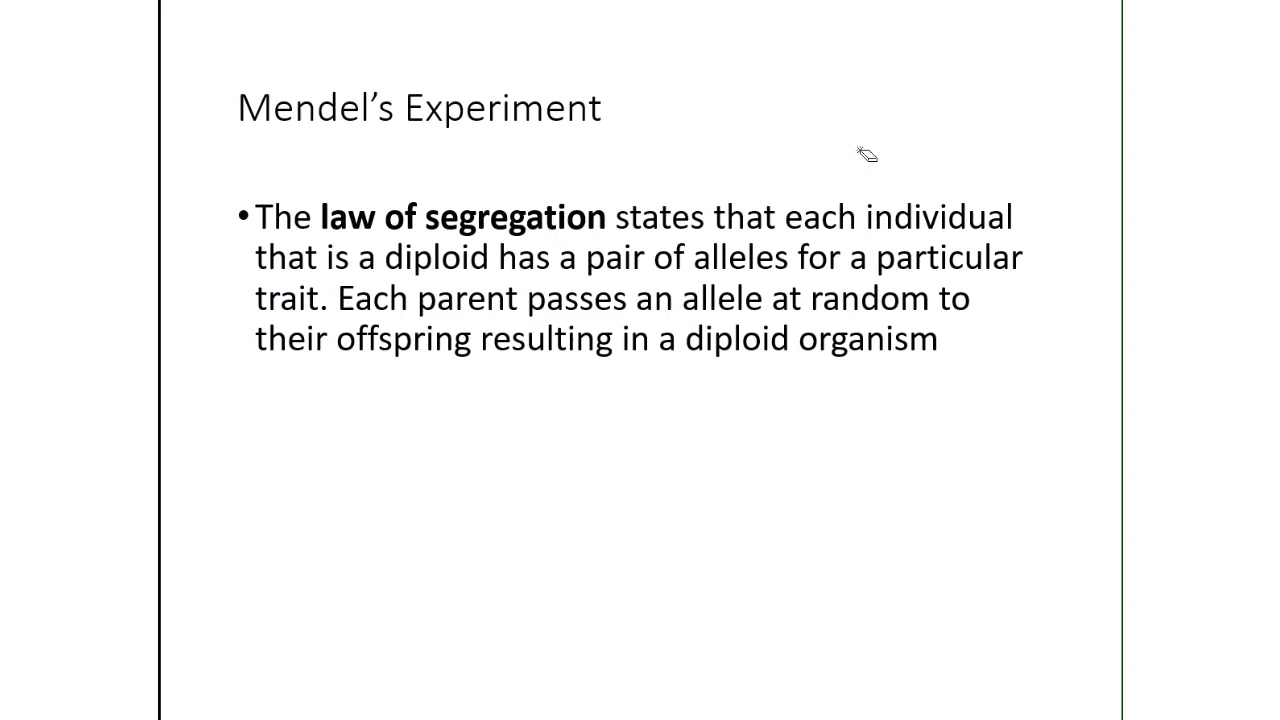 Mendel’s Experiment
•The law of segregation states that each individual
that is a diploid has a pair of alleles for a particular
trait. Each parent passes an allele at random to
their offspring resulting in a diploid organism